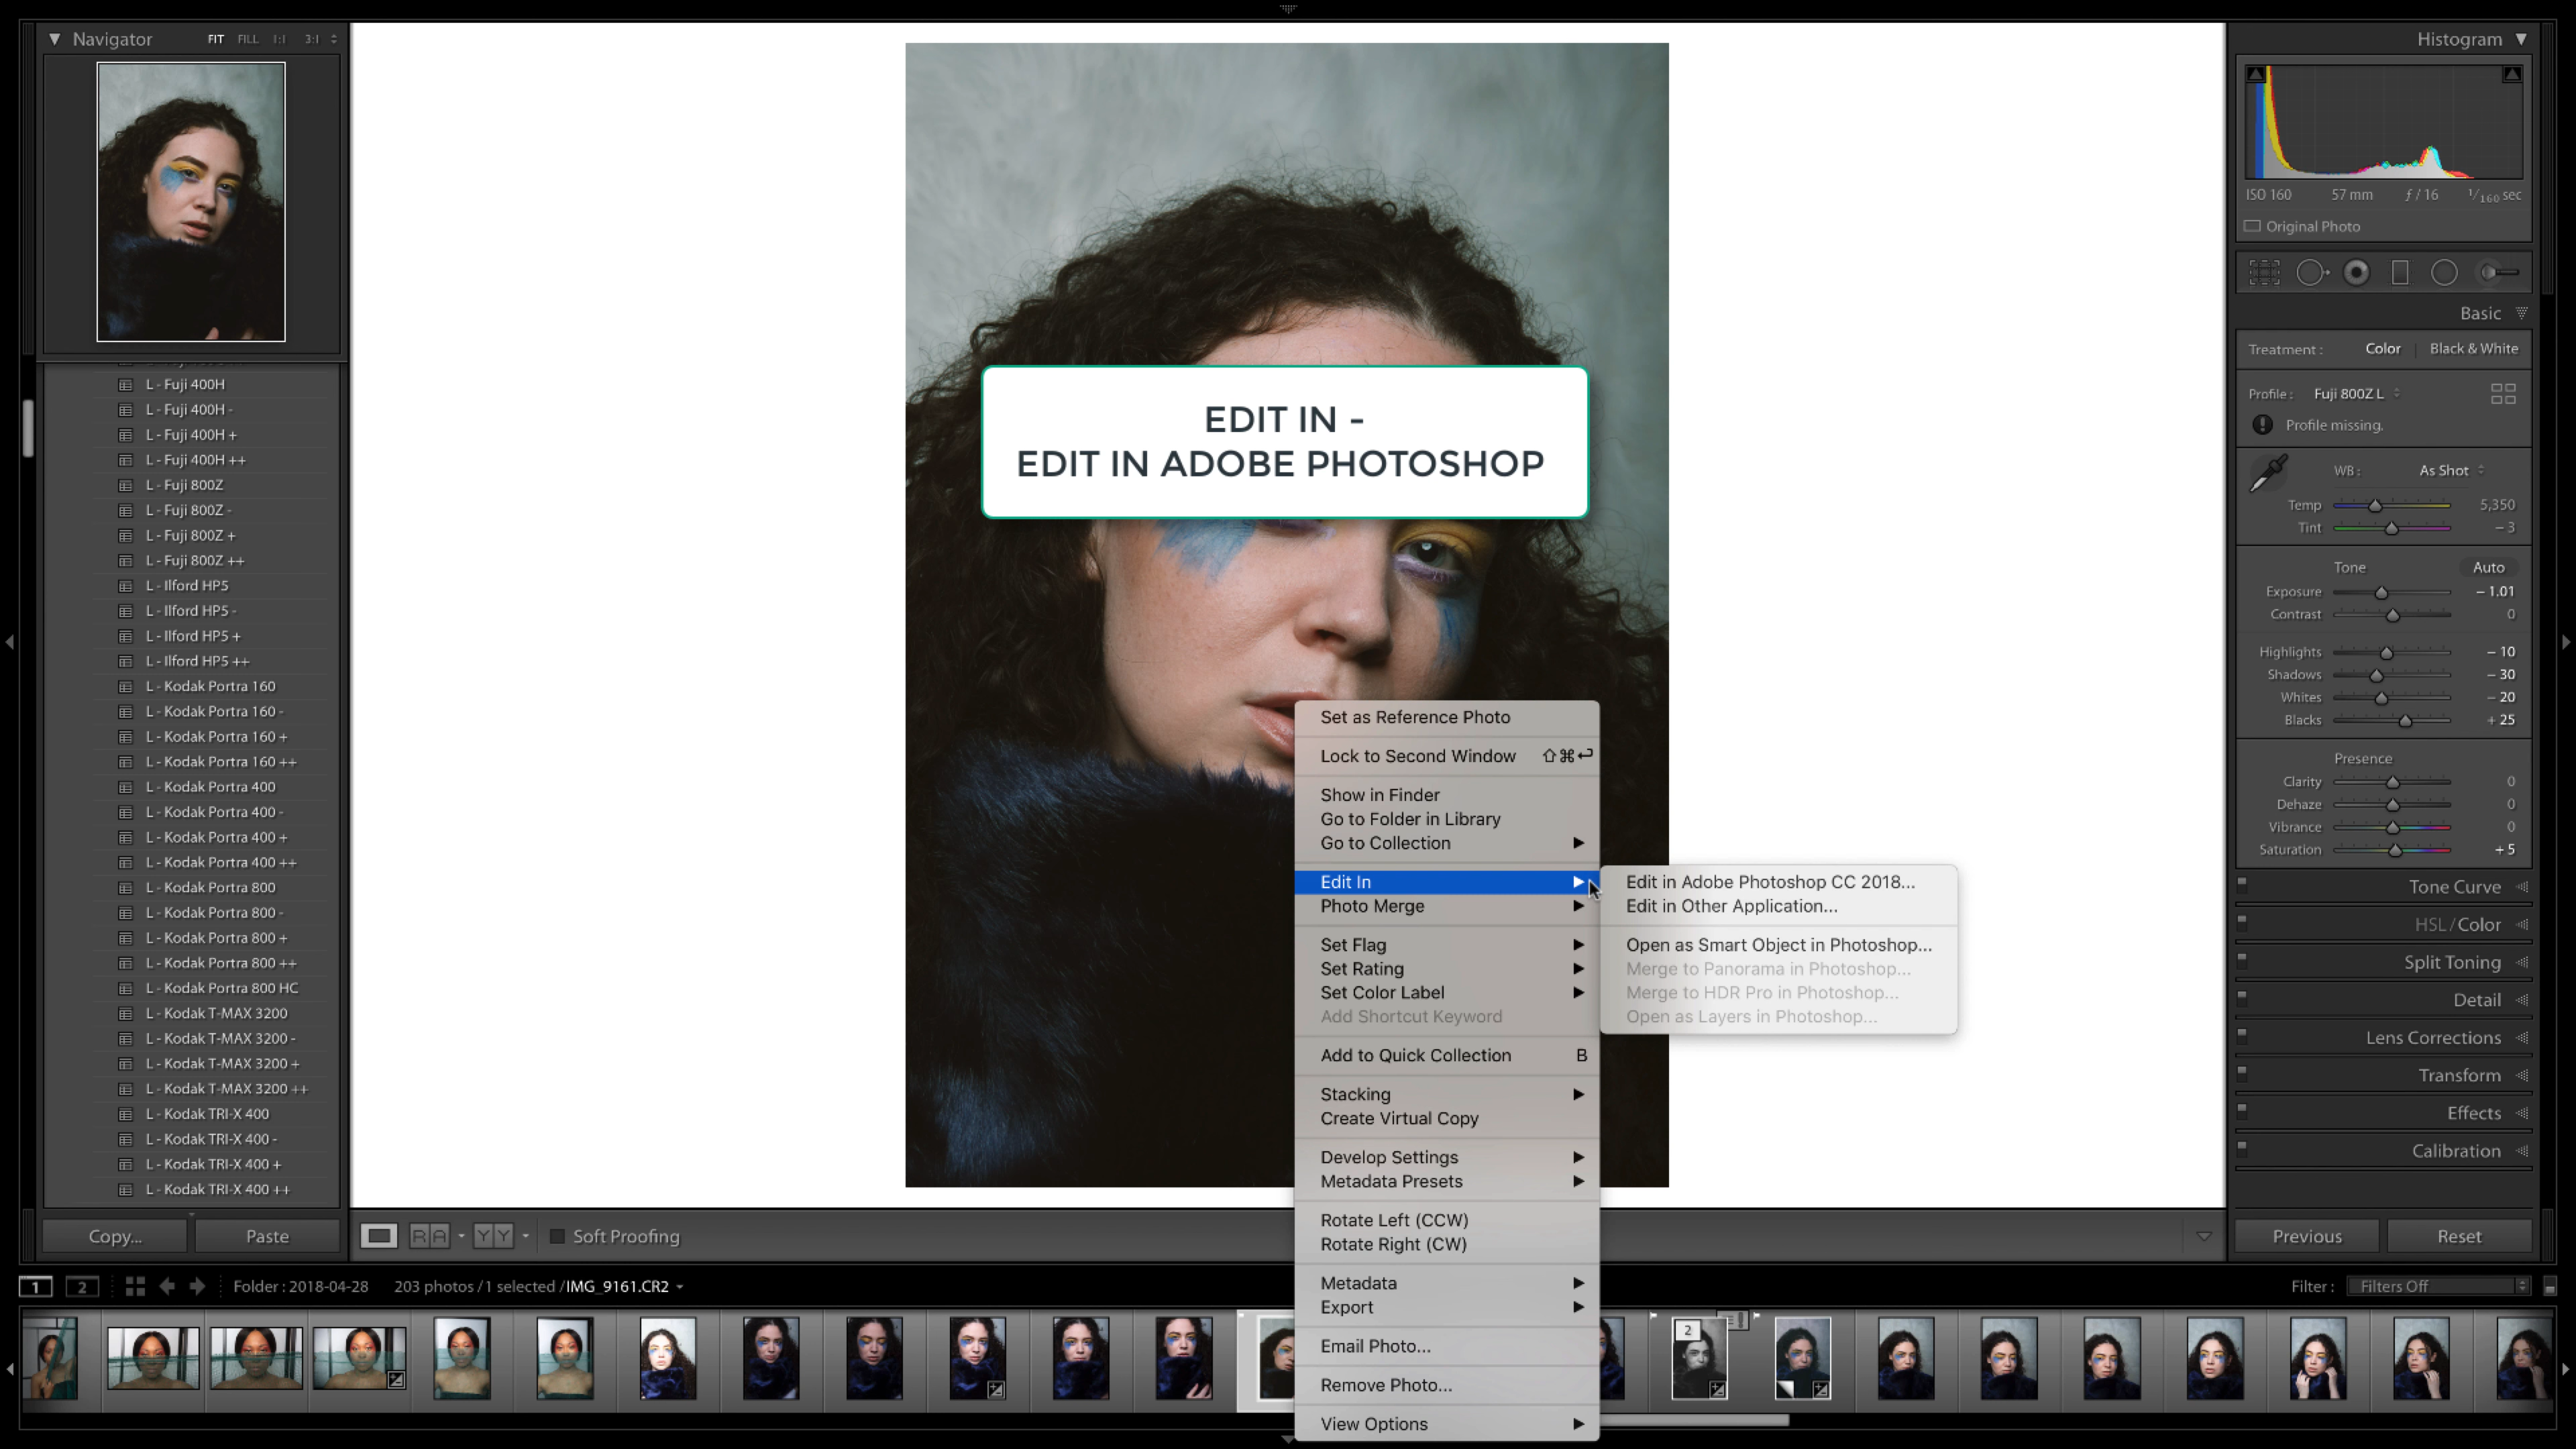 Navigator FIT FILL 1:1 3:1
L - Fuji 400H
L - Fuji 400H -
L - Fuji 400H +
L - Fuji 400H ++
L - Fuji 800Z
L - Fuji 800Z -
L - Fuji 800Z +
L - Fuji 800Z ++
L - Ilford HP5
L - Ilford HP5 -
L - Ilford HP5 +
L - Ilford HP5 ++
L - Kodak Portra 160
L - Kodak Portra 160 -
L - Kodak Portra 160 +
L - Kodak Portra 160 ++
L - Kodak Portra 400
L - Kodak Portra 400 -
L - Kodak Portra 400 +
L - Kodak Portra 400 ++
L - Kodak Portra 800
L - Kodak Portra 800 -
L - Kodak Portra 800 +
L - Kodak Portra 800 ++
L - Kodak Portra 800 HC
L - Kodak T-MAX 3200
L - Kodak T-MAX 3200 -
L - Kodak T-MAX 3200 +
L - Kodak T-MAX 3200 ++
L - Kodak TRI-X 400
L - Kodak TRI-X 400 -
L - Kodak TRI-X 400 +
L - Kodak TRI-X 400 ++
Copy... Paste
EDIT IN -
EDIT IN ADOBE PHOTOSHOP
Set as Reference Photo
Lock to Second Window ⇧⌘↩
Show in Finder
Go to Folder in Library
Go to Collection
Edit In
Photo Merge
Set Flag
Set Rating
Set Color Label
Add Shortcut Keyword
Add to Quick Collection B
Stacking
Create Virtual Copy
Develop Settings
Metadata Presets
Rotate Left (CCW)
Rotate Right (CW)
Metadata
Export
Email Photo...
Remove Photo...
View Options
Edit in Adobe Photoshop CC 2018...
Edit in Other Application...
Open as Smart Object in Photoshop...
Merge to Panorama in Photoshop...
Merge to HDR Pro in Photoshop...
Open as Layers in Photoshop...
Histogram
ISO 160 57 mm ƒ / 16 1/160 sec
Original Photo
Basic
Treatment : Color Black & White
Profile : Fuji 800Z L
Profile missing.
WB : As Shot
Temp 5,350
Tint − 3
Tone Auto
Exposure − 1.01
Contrast 0
Highlights − 10
Shadows − 30
Whites − 20
Blacks + 25
Presence
Clarity 0
Dehaze 0
Vibrance 0
Saturation + 5
Tone Curve
HSL / Color
Split Toning
Detail
Lens Corrections
Transform
Effects
Calibration
Previous Reset
R A Y Y Soft Proofing
1 2 Folder : 2018-04-28 203 photos / 1 selected / IMG_9161.CR2 Filter : Filters Off
2